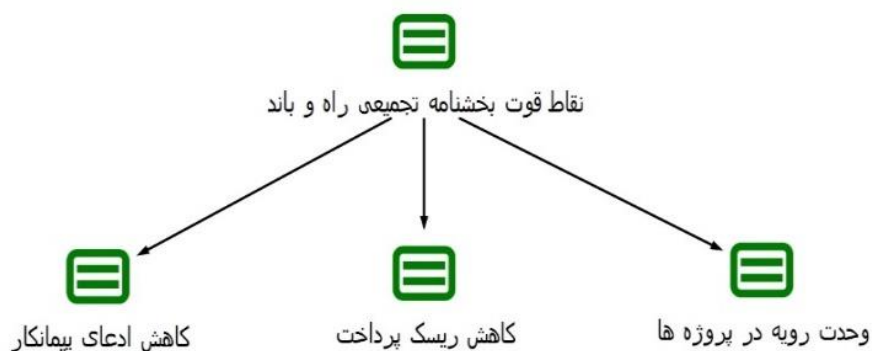 نقاط قوت بخشنامه تجمیعی راه و باند
وحدت رویه در پروژه ها
کاهش ریسک پرداخت
کاهش ادعای پیمانکار